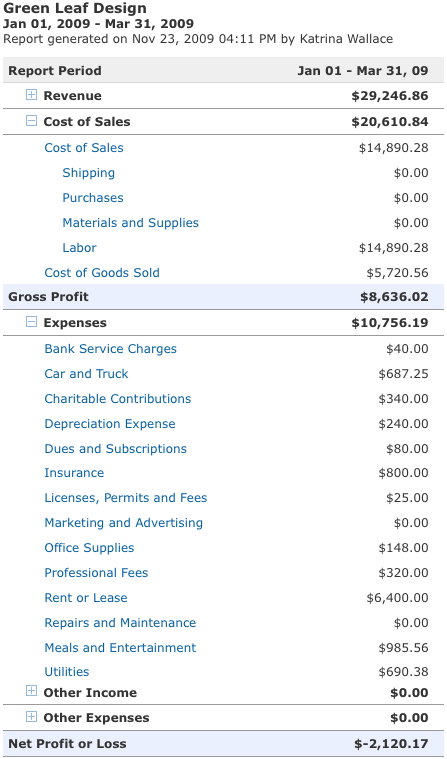 Green Leaf Design
Jan 01, 2009 - Mar 31, 2009
Report generated on Nov 23, 2009 04:11 PM by Katrina Wallace
Report Period Jan 01 - Mar 31, 09
Revenue $29,246.86
Cost of Sales $20,610.84
Cost of Sales $14,890.28
Shipping $0.00
Purchases $0.00
Materials and Supplies $0.00
Labor $14,890.28
Cost of Goods Sold $5,720.56
Gross Profit $8,636.02
Expenses $10,756.19
Bank Service Charges $40.00
Car and Truck $687.25
Charitable Contributions $340.00
Depreciation Expense $240.00
Dues and Subscriptions $80.00
Insurance $800.00
Licenses, Permits and Fees $25.00
Marketing and Advertising $0.00
Office Supplies $148.00
Professional Fees $320.00
Rent or Lease $6,400.00
Repairs and Maintenance $0.00
Meals and Entertainment $985.56
Utilities $690.38
Other Income $0.00
Other Expenses $0.00
Net Profit or Loss $-2,120.17